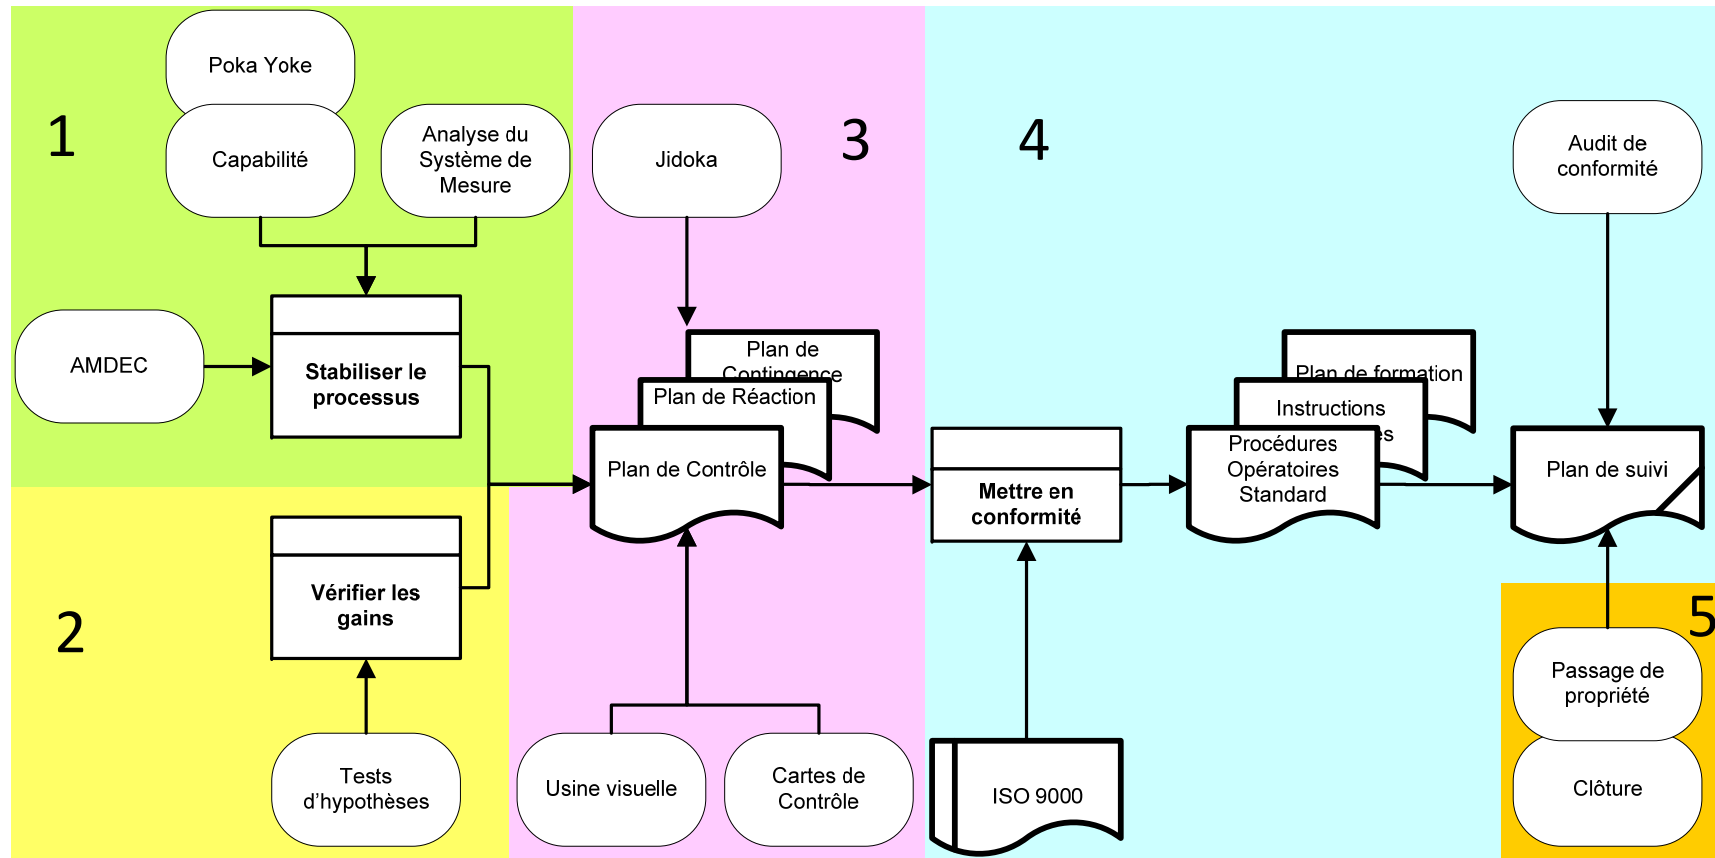 1
Poka Yoke
Capabilité
Analyse du
Système de
Mesure
AMDEC
Stabiliser le
processus
2
Vérifier les
gains
Tests
d'hypothèses
3
Jidoka
Plan de
Contingence
Plan de Réaction
Plan de Contrôle
Usine visuelle
Cartes de
Contrôle
4
Mettre en
conformité
ISO 9000
Plan de formation
Instructions
Procédures
Opératoires
Standard
Audit de
conformité
Plan de suivi
5
Passage de
propriété
Clôture